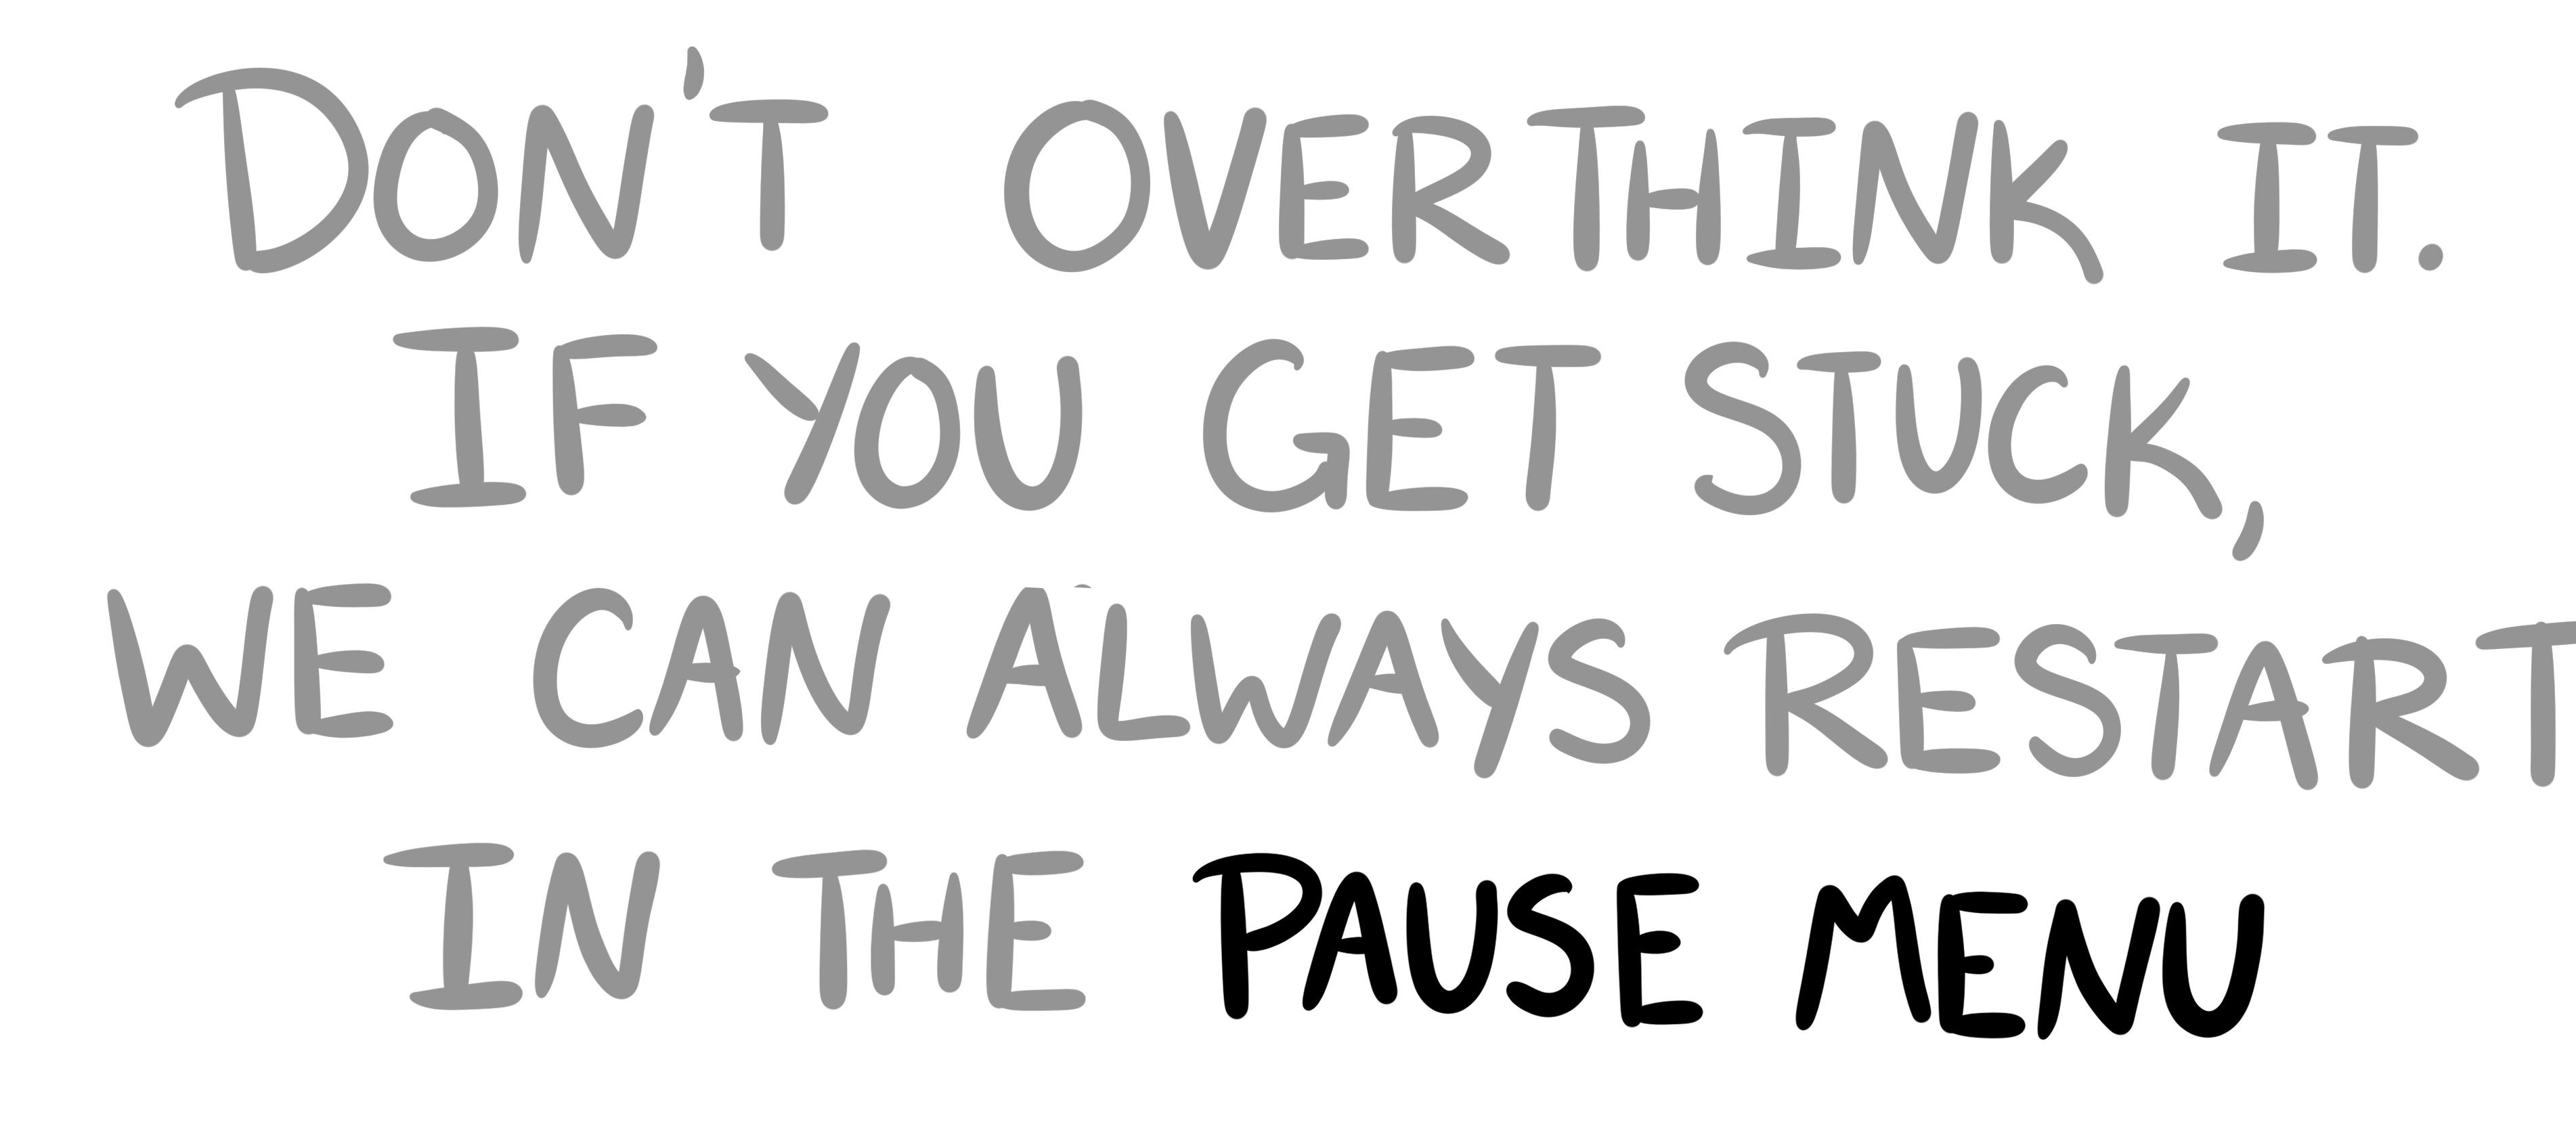 DON'T OVERTHINK IT.
IF YOU GET STUCK,
WE CAN ALWAYS RESTART
IN THE PAUSE MENU